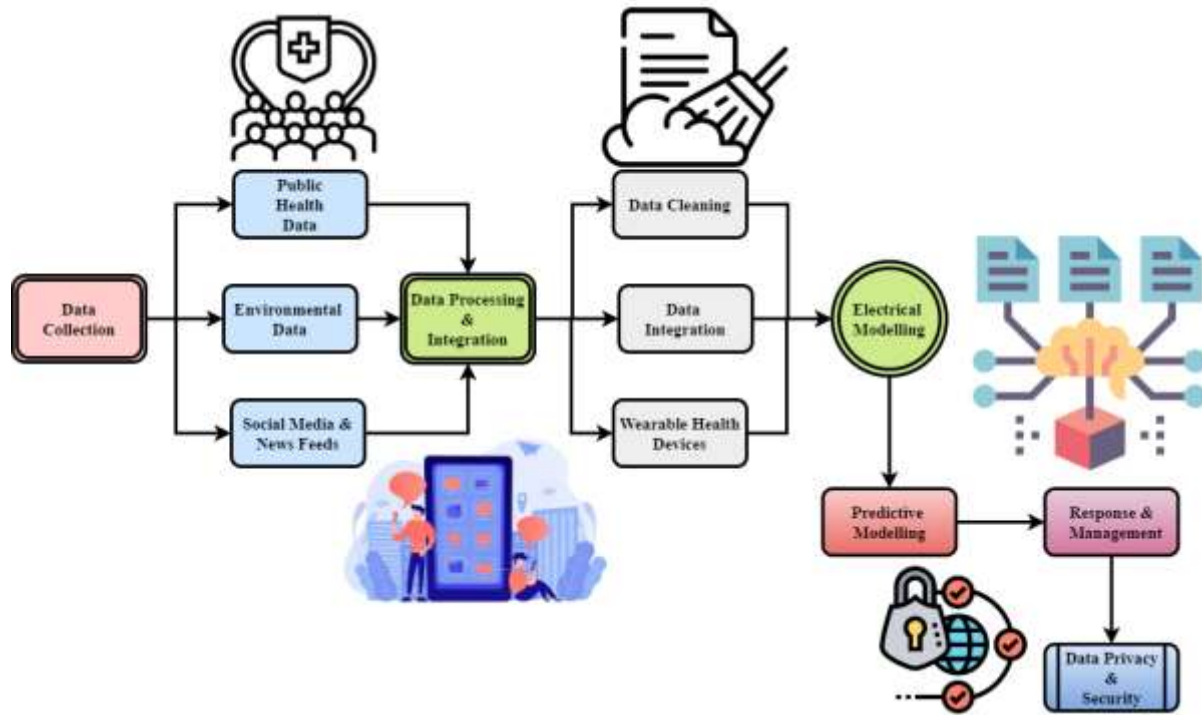 Public
Health
Data
Data Cleaning
Data
Collection
Environmental
Data
Data Processing
&
Integration
Data
Integration
Electrical
Modelling
Social Media &
News Feeds
Wearable Health
Devices
Predictive
Modelling
Response &
Management
Data Privacy
&
Security